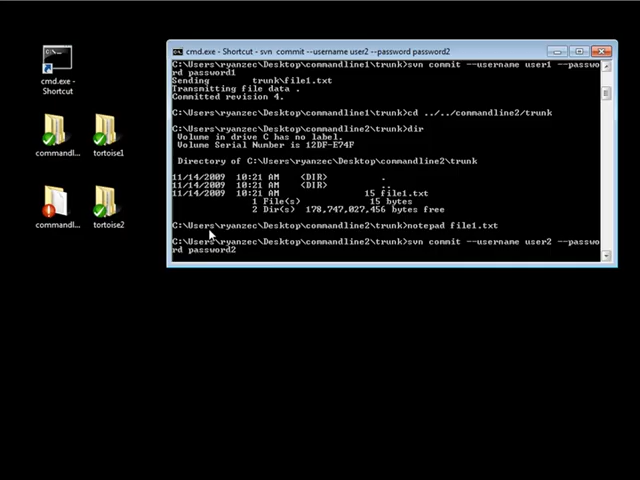 cmd.exe - Shortcut - svn  commit --username user2 --password password2
C:\Users\ryanzec\Desktop\commandline1\trunk>svn commit --username user1 --passwo
rd password1
Sending        trunk\file1.txt
Transmitting file data .
Committed revision 4.
C:\Users\ryanzec\Desktop\commandline1\trunk>cd ../../commandline2/trunk
C:\Users\ryanzec\Desktop\commandline2\trunk>dir
Volume in drive C has no label.
Volume Serial Number is 12DF-E74F
Directory of C:\Users\ryanzec\Desktop\commandline2\trunk
11/14/2009  10:21 AM    <DIR>          .
11/14/2009  10:21 AM    <DIR>          ..
11/14/2009  10:21 AM                15 file1.txt
1 File(s)             15 bytes
2 Dir(s)  178,747,027,456 bytes free
C:\Users\ryanzec\Desktop\commandline2\trunk>notepad file1.txt
C:\Users\ryanzec\Desktop\commandline2\trunk>svn commit --username user2 --passwo
rd password2
cmd.exe -
Shortcut
commandl...
tortoise1
commandl...
tortoise2